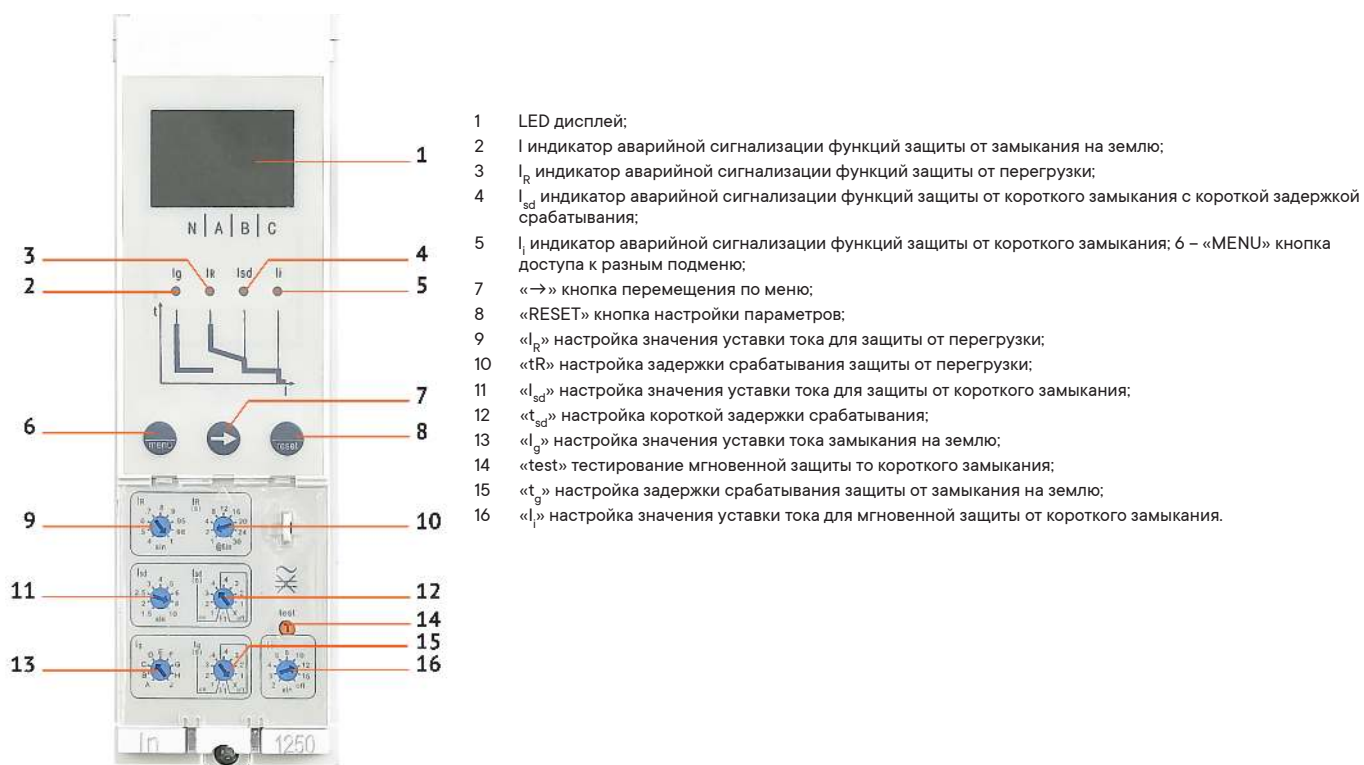 1 LED дисплей;
2 I индикатор аварийной сигнализации функций защиты от замыкания на землю;
3 IR индикатор аварийной сигнализации функций защиты от перегрузки;
4 Isd индикатор аварийной сигнализации функций защиты от короткого замыкания с короткой задержкой
срабатывания;
5 Ii индикатор аварийной сигнализации функций защиты от короткого замыкания; 6 – «MENU» кнопка
доступа к разным подменю;
7 «→» кнопка перемещения по меню;
8 «RESET» кнопка настройки параметров;
9 «IR» настройка значения уставки тока для защиты от перегрузки;
10 «tR» настройка задержки срабатывания защиты от перегрузки;
11 «Isd» настройка значения уставки тока для защиты от короткого замыкания;
12 «tsd» настройка короткой задержки срабатывания;
13 «Ig» настройка значения уставки тока замыкания на землю;
14 «test» тестирование мгновенной защиты то короткого замыкания;
15 «tg» настройка задержки срабатывания защиты от замыкания на землю;
16 «Ii» настройка значения уставки тока для мгновенной защиты от короткого замыкания.
1
N | A | B | C
3 4
Ig IR Isd Ii
2 5
t
I
7
6 8
menu → reset
9 10
11 12
test
14
15
13 16
In 1250